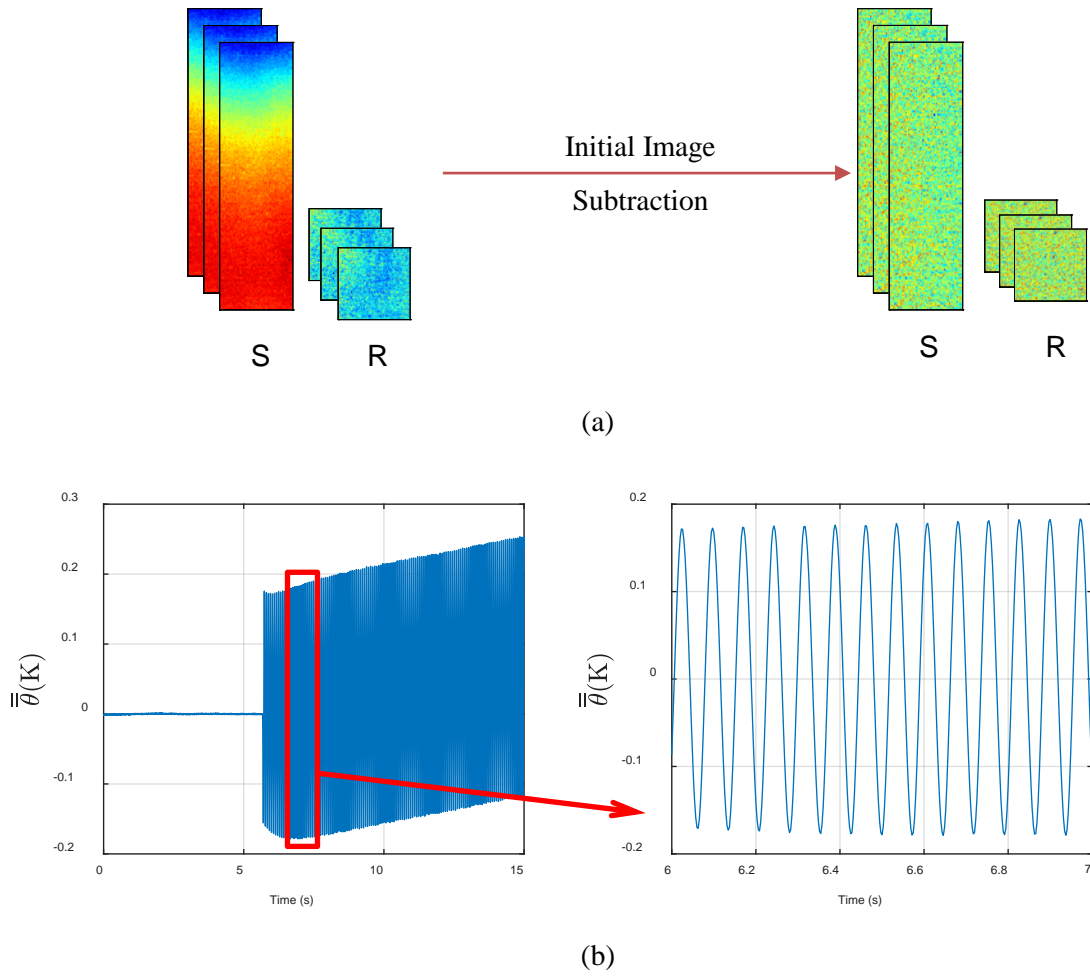 Initial Image
Subtraction
S
R
S
R
(a)
0.3
0.2
0.1
0
-0.1
-0.2
0
5
10
15
Time (s)
θ(K)
0.2
0.1
0
-0.1
-0.2
6
6.2
6.4
6.6
6.8
7
Time (s)
θ(K)
(b)